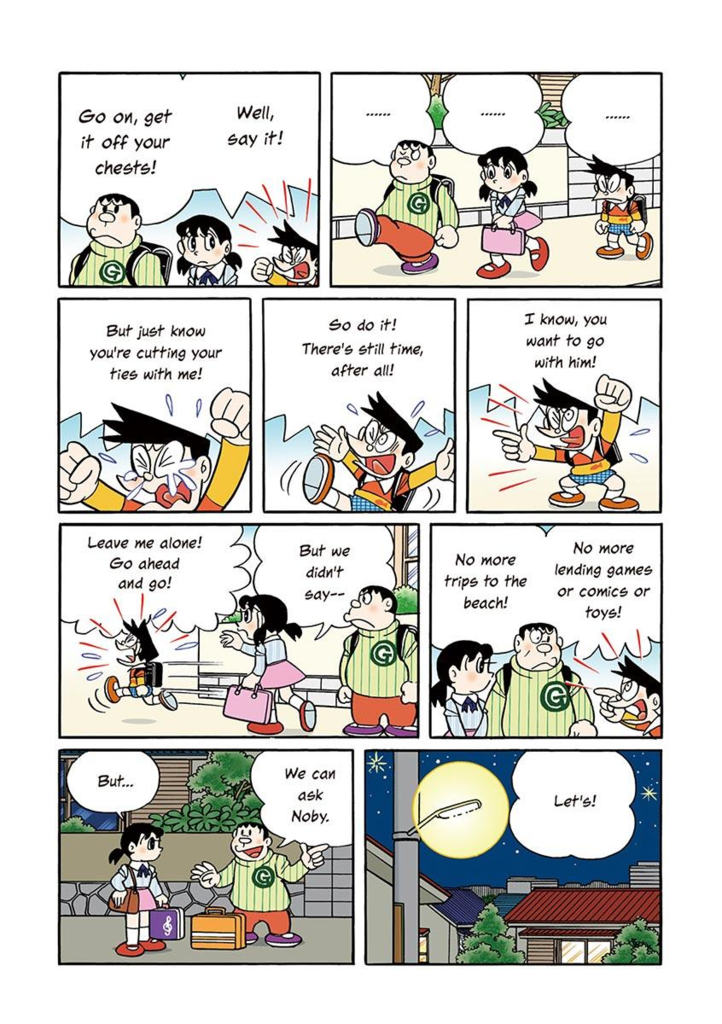 ......
......
......
Well,
say it!
Go on, get
it off your
chests!
G
G
I know, you
want to go
with him!
So do it!
There's still time,
after all!
But just know
you're cutting your
ties with me!
No more
lending games
or comics or
toys!
No more
trips to the
beach!
G
But we
didn't
say--
Leave me alone!
Go ahead
and go!
G
Let's!
We can
ask
Noby.
But...
G